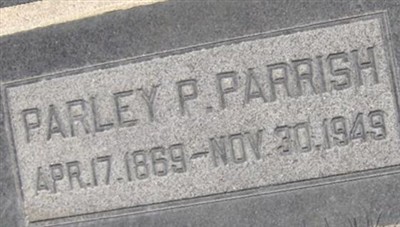 PARLEY P. PARRISH
APR. 17. 1869 – NOV. 30, 1949